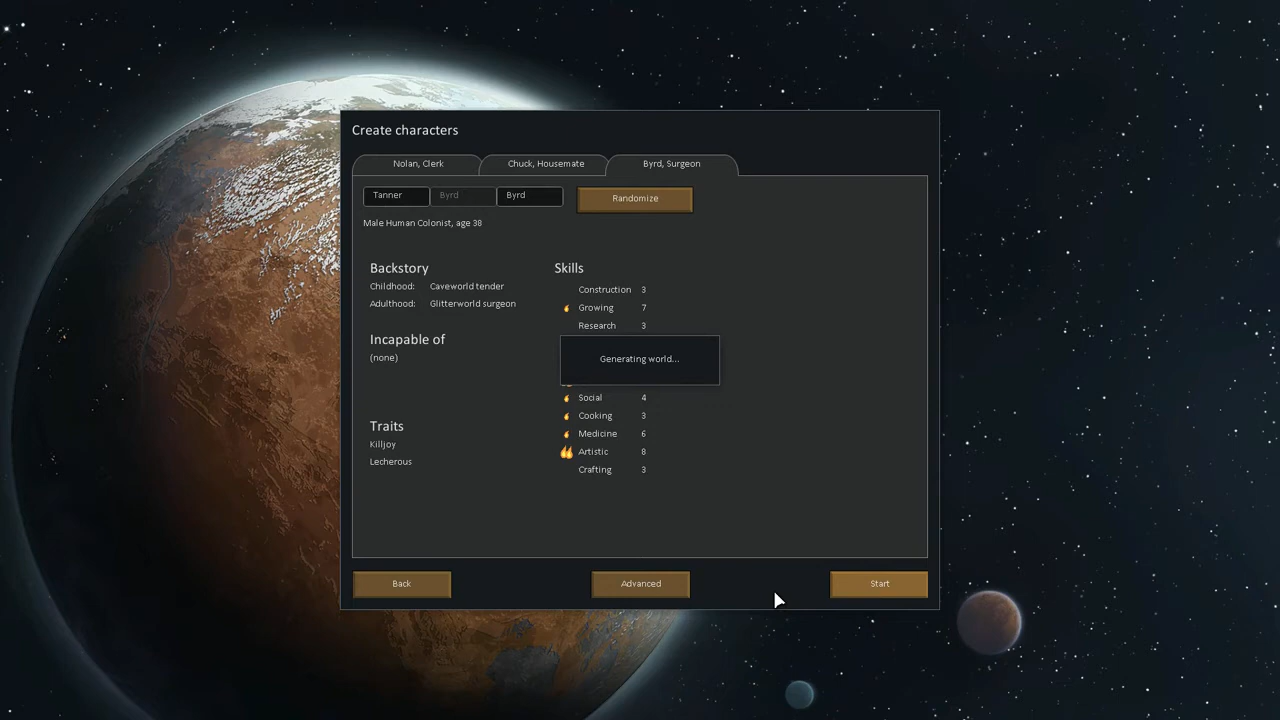 Create characters
Nolan, Clerk
Chuck, Housemate
Byrd, Surgeon
Tanner
Byrd
Byrd
Randomize
Male Human Colonist, age 38
Backstory
Childhood: Caveworld tender
Adulthood: Glitterworld surgeon
Incapable of
(none)
Traits
Killjoy
Lecherous
Skills
Construction 3
Growing 7
Research 3
Generating world...
Social 4
Cooking 3
Medicine 6
Artistic 8
Crafting 3
Back
Advanced
Start